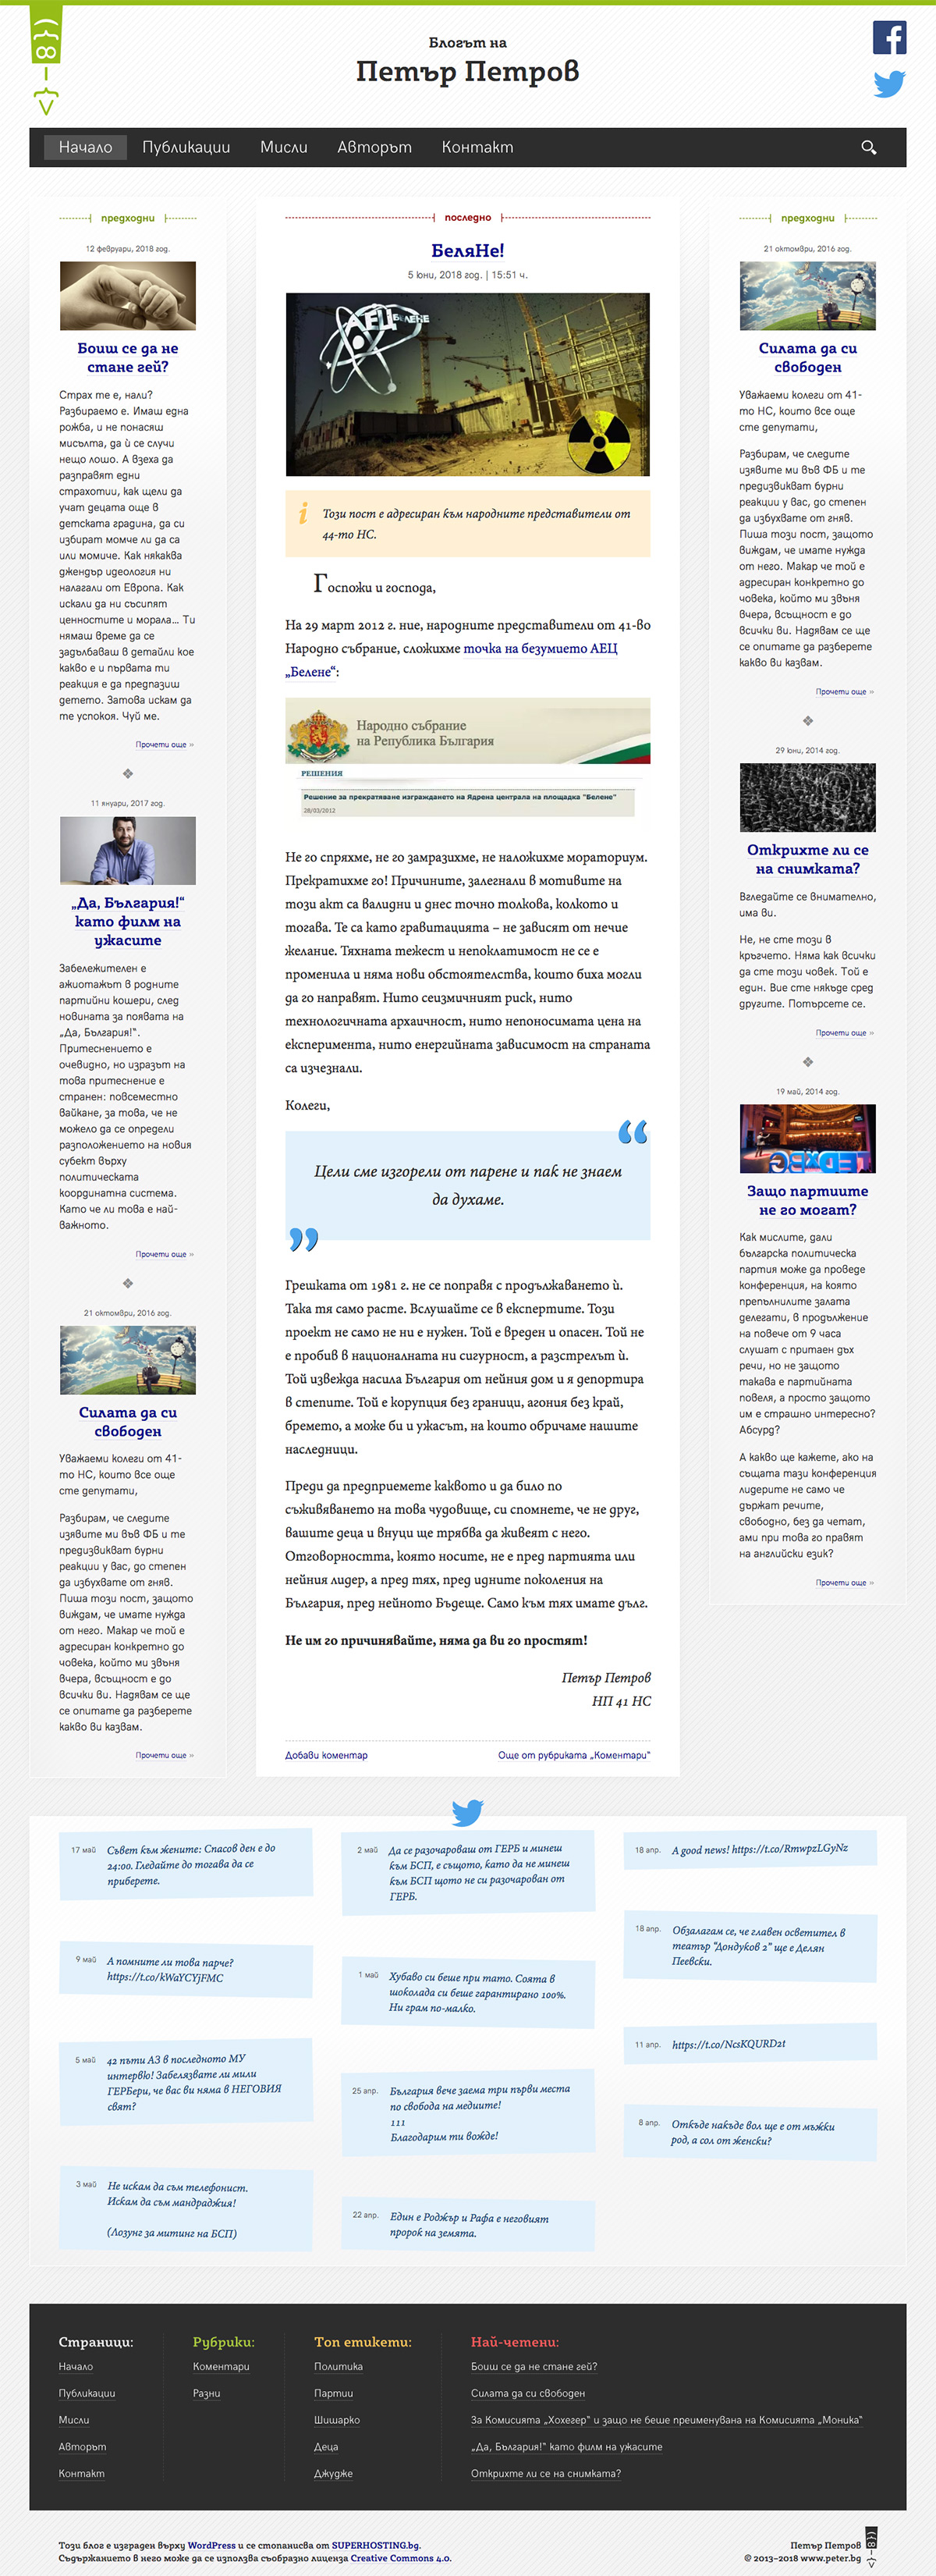 Блогът на
Петър Петров
Начало
Публикации
Мисли
Авторът
Контакт
предходни
12 февруари, 2018 год.
Боиш се да не
стане гей?
Страх те е, нали?
Разбираемо е. Имаш една
рожба, и не понасяш
мисълта, да ѝ се случи
нещо лошо. А взеха да
разправят едни
страхотии, как щели да
учат децата още в
детската градина, да си
избират момче ли да са
или момиче. Как някаква
джендър идеология ни
налагали от Европа. Как
искали да ни съсипят
ценностите и морала... Ти
нямаш време да се
задълбаваш в детайли кое
какво е и първата ти
реакция е да предпазиш
детето. Затова искам да
те успокоя. Чуй ме.
Прочети още »
11 януари, 2017 год.
„Да, България!“
като филм на
ужасите
Забележителен е
ажиотажът в родните
партийни кошери, след
новината за появата на
„Да, България!“.
Притеснението е
очевидно, но изразът на
това притеснение е
странен: повсеместно
вайкане, за това, че не
можело да се определи
разположението на новия
субект върху
политическата
координатна система.
Като че ли това е най-
важното.
Прочети още »
21 октомври, 2016 год.
Силата да си
свободен
Уважаеми колеги от 41-
то НС, които все още
сте депутати,
Разбирам, че следите
изявите ми във ФБ и те
предизвикват бурни
реакции у вас, до степен
да избухвате от гняв.
Пиша този пост, защото
виждам, че имате нужда
от него. Макар че той е
адресиран конкретно до
човека, който ми звъня
вчера, всъщност е до
всички ви. Надявам се ще
се опитате да разберете
какво ви казвам.
Прочети още »
последно
БеляНе!
5 юни, 2018 год. | 15:51 ч.
АЕЦ БЕЛЕНЕ
i
Този пост е адресиран към народните представители от
44-то НС.
Госпожи и господа,
На 29 март 2012 г. ние, народните представители от 41-во
Народно събрание, сложихме точка на безумието АЕЦ
„Белене“:
Народно събрание
на Република България
РЕШЕНИЯ
Решение за прекратяване изграждането на Ядрена централа на площадка "Белене"
28/03/2012
Не го спряхме, не го замразихме, не наложихме мораториум.
Прекратихме го! Причините, залегнали в мотивите на
този акт са валидни и днес точно толкова, колкото и
тогава. Те са като гравитацията – не зависят от нечие
желание. Тяхната тежест и непоклатимост не се е
променила и няма нови обстоятелства, които биха могли
да го направят. Нито сеизмичният риск, нито
технологичната архаичност, нито непоносимата цена на
експеримента, нито енергийната зависимост на страната
са изчезнали.
Колеги,
“
Цели сме изгорели от парене и пак не знаем
да духаме.
”
Грешката от 1981 г. не се поправя с продължаването ѝ.
Така тя само расте. Вслушайте се в експертите. Този
проект не само не ни е нужен. Той е вреден и опасен. Той не
е пробив в националната ни сигурност, а разстрелът ѝ.
Той извежда насила България от нейния дом и я депортира
в степите. Той е корупция без граници, агония без край,
бремето, а може би и ужасът, на които обричаме нашите
наследници.
Преди да предприемете каквото и да било по
съживяването на това чудовище, си спомнете, че не друг,
вашите деца и внуци ще трябва да живеят с него.
Отговорността, която носите, не е пред партията или
нейния лидер, а пред тях, пред идните поколения на
България, пред нейното Бъдеще. Само към тях имате дълг.
Не им го причинявайте, няма да ви го простят!
Петър Петров
НП 41 НС
Добави коментар
Още от рубриката „Коментари“
предходни
21 октомври, 2016 год.
Силата да си
свободен
Уважаеми колеги от 41-
то НС, които все още
сте депутати,
Разбирам, че следите
изявите ми във ФБ и те
предизвикват бурни
реакции у вас, до степен
да избухвате от гняв.
Пиша този пост, защото
виждам, че имате нужда
от него. Макар че той е
адресиран конкретно до
човека, който ми звъня
вчера, всъщност е до
всички ви. Надявам се ще
се опитате да разберете
какво ви казвам.
Прочети още »
29 юни, 2014 год.
Открихте ли се
на снимката?
Вгледайте се внимателно,
има ви.
Не, не сте този в
кръгчето. Няма как всички
да сте този човек. Той е
един. Вие сте някъде сред
другите. Потърсете се.
Прочети още »
19 май, 2014 год.
Защо партиите
не го могат?
Как мислите, дали
българска политическа
партия може да проведе
конференция, на която
препълнилите залата
делегати, в продължение
на повече от 9 часа
слушат с притаен дъх
речи, но не защото
такава е партийната
повеля, а просто защото
им е страшно интересно?
Абсурд?
А какво ще кажете, ако на
същата тази конференция
лидерите не само че
държат речите,
свободно, без да четат,
ами при това го правят
на английски език?
Прочети още »
17 май
Съвет към жените: Спасов ден е до
24:00. Гледайте до тогава да се
приберете.
9 май
А помните ли това парче?
https://t.co/kWaYCYjFMC
5 май
42 пъти АЗ в последното МУ
интервю! Забелязвате ли мили
ГЕРБери, че вас ви няма в НЕГОВИЯ
свят?
3 май
Не искам да съм телефонист.
Искам да съм мандраджия!
(Лозунг за митинг на БСП)
2 май
Да се разочароваш от ГЕРБ и минеш
към БСП, е същото, като да не минеш
към БСП щото не си разочарован от
ГЕРБ.
1 май
Хубаво си беше при тато. Соята в
шоколада си беше гарантирано 100%.
Ни грам по-малко.
25 апр.
България вече заема три първи места
по свобода на медиите!
111
Благодарим ти вожде!
22 апр.
Един е Роджър и Рафа е неговият
пророк на земята.
18 апр.
A good news! https://t.co/RmwpzLGyNz
18 апр.
Обзалагам се, че главен осветител в
театър “Дондуков 2” ще е Делян
Пеевски.
11 апр.
https://t.co/NcsKQURD2t
8 апр.
Откъде накъде вол ще е от мъжки
род, а сол от женски?
Страници:
Начало
Публикации
Мисли
Авторът
Контакт
Рубрики:
Коментари
Разни
Топ етикети:
Политика
Партии
Шишарко
Деца
Джудже
Най-четени:
Боиш се да не стане гей?
Силата да си свободен
За Комисията „Хохегер“ и защо не беше преименувана на Комисията „Моника“
„Да, България!“ като филм на ужасите
Открихте ли се на снимката?
Този блог е изграден върху WordPress и се стопанисва от SUPERHOSTING.bg.
Съдържанието в него може да се използва съобразно лиценза Creative Commons 4.0.
Петър Петров
© 2013–2018 www.peter.bg